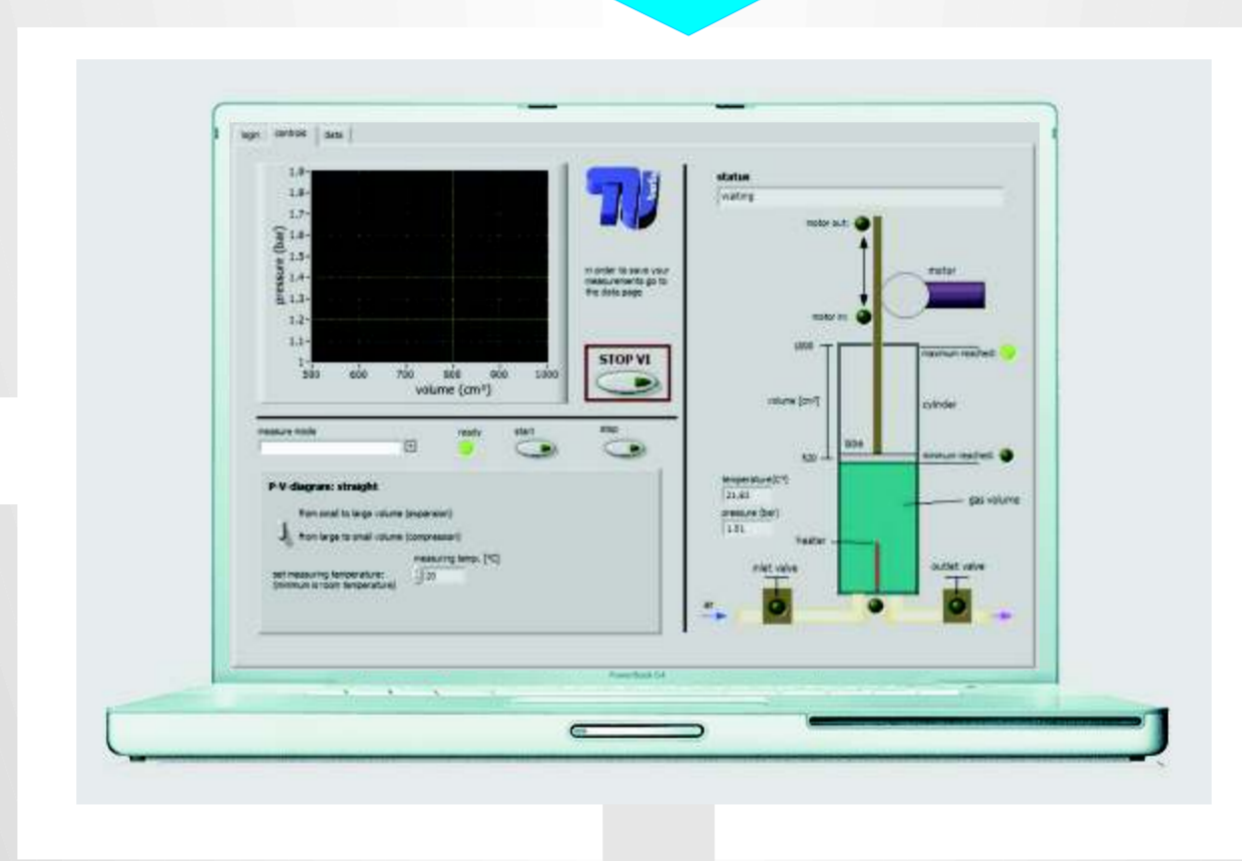 login controls data
pressure (bar)
1.9
1.8
1.7
1.6
1.5
1.4
1.3
1.2
1.1
1
500 600 700 800 900 1000
volume (cm³)
TU
berlin
in order to save your
measurements go to
the data page
STOP VI
measure mode
ready
start
stop
P-V-diagram: straight
from small to large volume (expansion)
from large to small volume (compression)
measuring temp. [°C]
set measuring temperature:
(minimum is room temperature)
20
status
waiting
motor out:
motor
motor in:
1000
maximum reached:
volume [cm³]
cylinder
520
minimum reached:
temperature(C°)
gas volume
pressure (bar)
1.01
heater
inlet valve
outlet valve
air
PowerBook G4